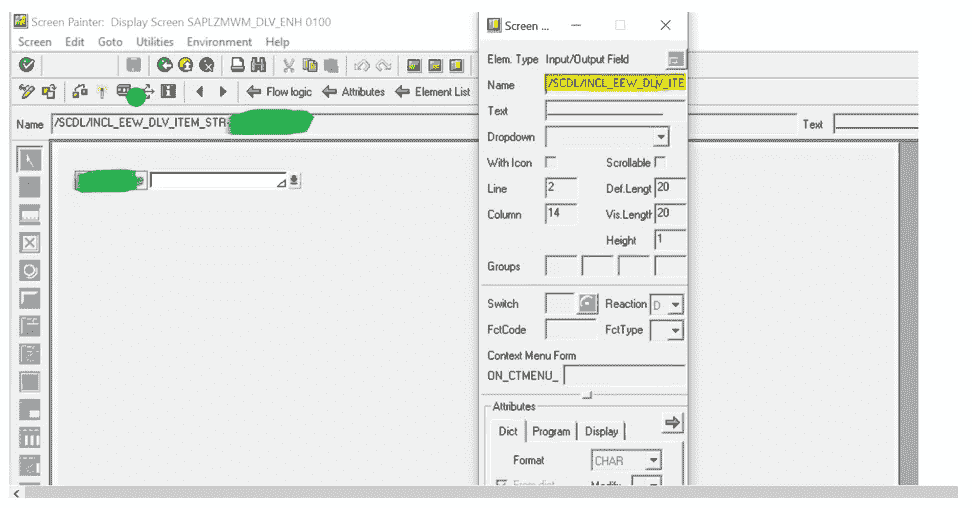 Screen Painter: Display Screen SAPLZMWM_DLV_ENH 0100
Screen Edit Goto Utilities Environment Help
Flow logic Attributes Element List
Name /SCDL/INCL_EEW_DLV_ITEM_STR Text
Screen ...
Elem. Type Input/Output Field
Name /SCDL/INCL_EEW_DLV_ITE
Text
Dropdown
With Icon Scrollable
Line 2 Def.Lengt 20
Column 14 Vis.Length 20
Height 1
Groups
Switch Reaction D
FctCode FctType
Context Menu Form
ON_CTMENU_
Attributes
Dict Program Display
Format CHAR
From dict